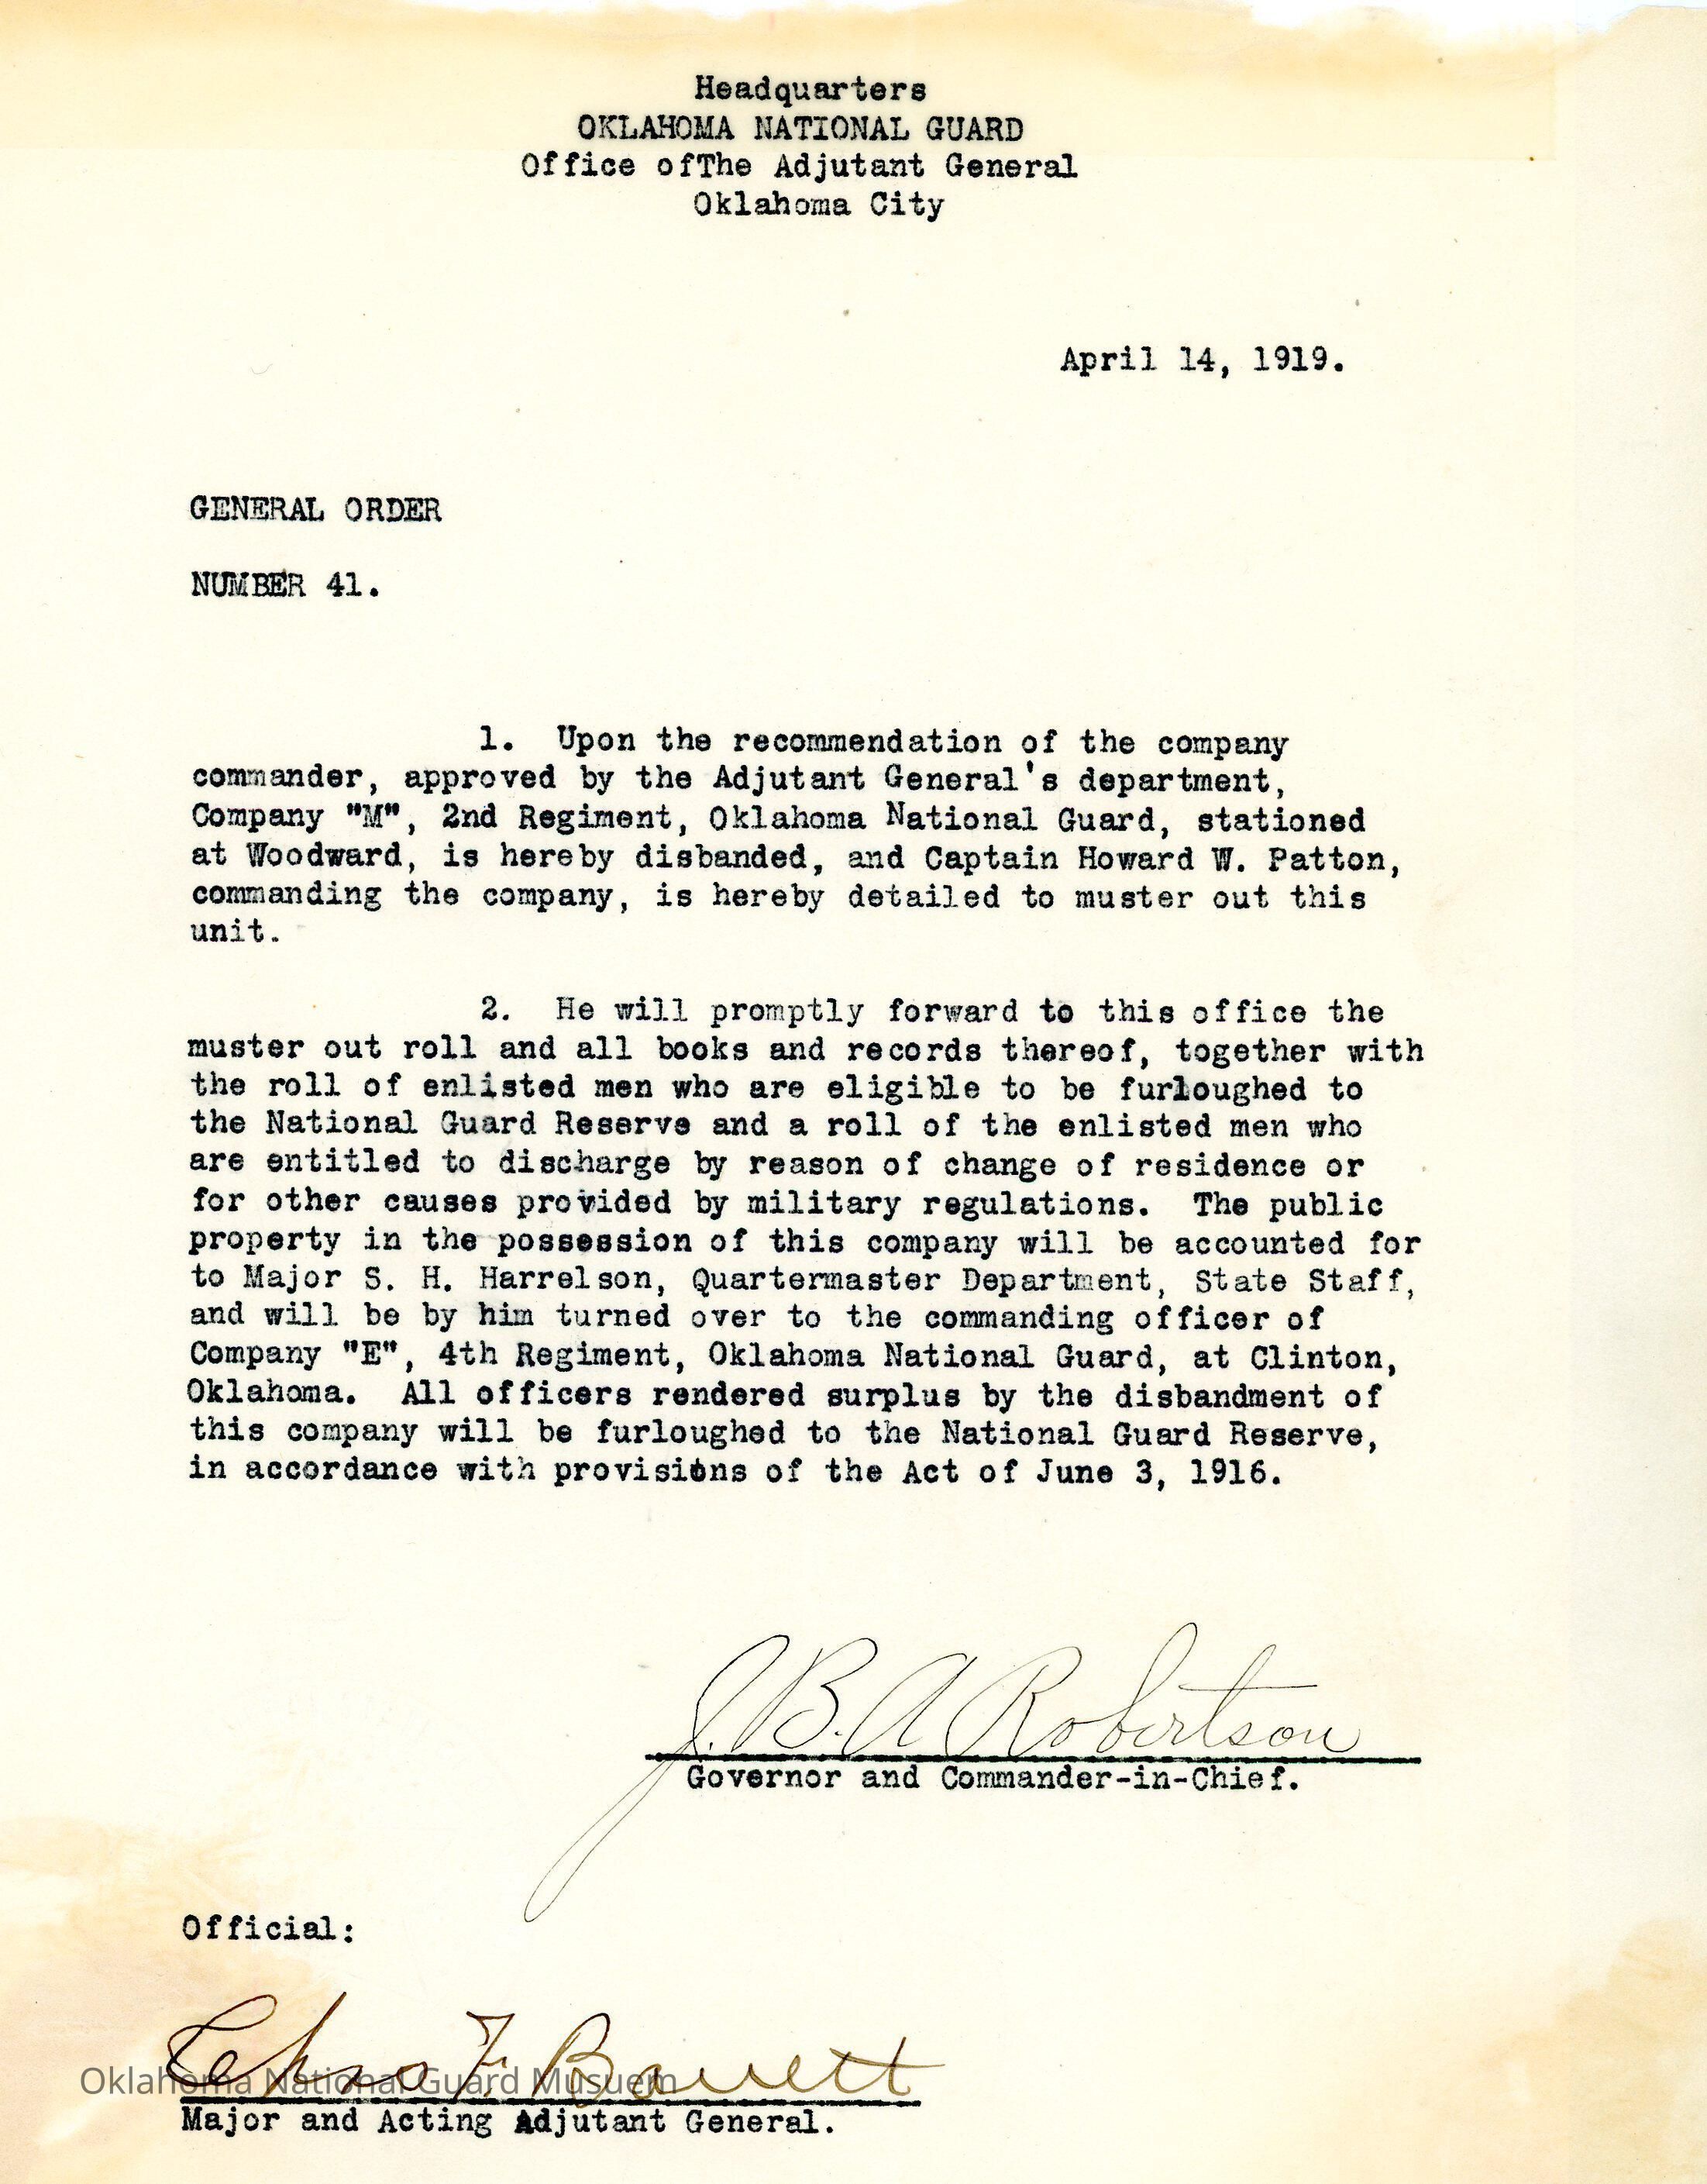 Headquarters
OKLAHOMA NATIONAL GUARD
Office ofThe Adjutant General
Oklahoma City
April 14, 1919.
GENERAL ORDER
NUMBER 41.
1. Upon the recommendation of the company
commander, approved by the Adjutant General's department,
Company "M", 2nd Regiment, Oklahoma National Guard, stationed
at Woodward, is hereby disbanded, and Captain Howard W. Patton,
commanding the company, is hereby detailed to muster out this
unit.
2. He will promptly forward to this office the
muster out roll and all books and records thereof, together with
the roll of enlisted men who are eligible to be furloughed to
the National Guard Reserve and a roll of the enlisted men who
are entitled to discharge by reason of change of residence or
for other causes provided by military regulations. The public
property in the possession of this company will be accounted for
to Major S. H. Harrelson, Quartermaster Department, State Staff,
and will be by him turned over to the commanding officer of
Company "E", 4th Regiment, Oklahoma National Guard, at Clinton,
Oklahoma. All officers rendered surplus by the disbandment of
this company will be furloughed to the National Guard Reserve,
in accordance with provisions of the Act of June 3, 1916.
J. B. A Robertson
Governor and Commander-in-Chief.
Official:
Chas F. Barrett
Oklahoma National Guard Musuem
Major and Acting Adjutant General.